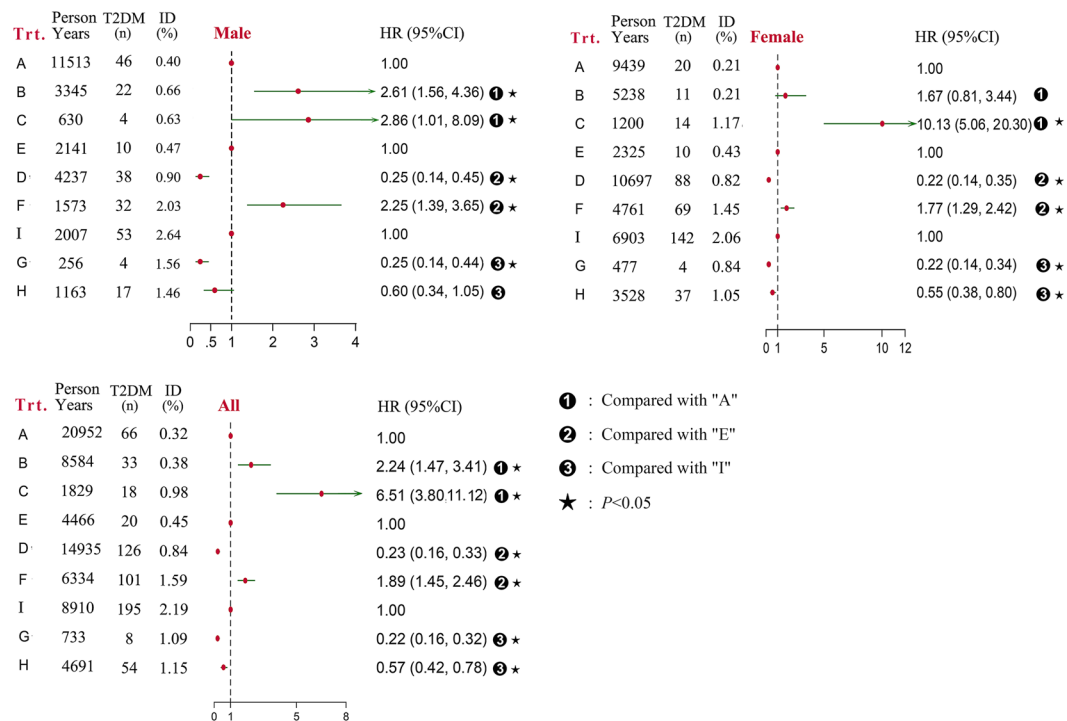 Trt. Person Years T2DM (n) ID (%) Male HR (95%CI)
A 11513 46 0.40 1.00
B 3345 22 0.66 2.61 (1.56, 4.36) ❶ ★
C 630 4 0.63 2.86 (1.01, 8.09) ❶ ★
E 2141 10 0.47 1.00
D 4237 38 0.90 0.25 (0.14, 0.45) ❷ ★
F 1573 32 2.03 2.25 (1.39, 3.65) ❷ ★
I 2007 53 2.64 1.00
G 256 4 1.56 0.25 (0.14, 0.44) ❸ ★
H 1163 17 1.46 0.60 (0.34, 1.05) ❸
0 .5 1 2 3 4
Trt. Person Years T2DM (n) ID (%) Female HR (95%CI)
A 9439 20 0.21 1.00
B 5238 11 0.21 1.67 (0.81, 3.44) ❶
C 1200 14 1.17 10.13 (5.06, 20.30) ❶ ★
E 2325 10 0.43 1.00
D 10697 88 0.82 0.22 (0.14, 0.35) ❷ ★
F 4761 69 1.45 1.77 (1.29, 2.42) ❷ ★
I 6903 142 2.06 1.00
G 477 4 0.84 0.22 (0.14, 0.34) ❸ ★
H 3528 37 1.05 0.55 (0.38, 0.80) ❸ ★
0 1 5 10 12
Trt. Person Years T2DM (n) ID (%) All HR (95%CI)
A 20952 66 0.32 1.00
B 8584 33 0.38 2.24 (1.47, 3.41) ❶ ★
C 1829 18 0.98 6.51 (3.80,11.12) ❶ ★
E 4466 20 0.45 1.00
D 14935 126 0.84 0.23 (0.16, 0.33) ❷ ★
F 6334 101 1.59 1.89 (1.45, 2.46) ❷ ★
I 8910 195 2.19 1.00
G 733 8 1.09 0.22 (0.16, 0.32) ❸ ★
H 4691 54 1.15 0.57 (0.42, 0.78) ❸ ★
0 1 5 8
❶ : Compared with "A"
❷ : Compared with "E"
❸ : Compared with "I"
★ : P<0.05